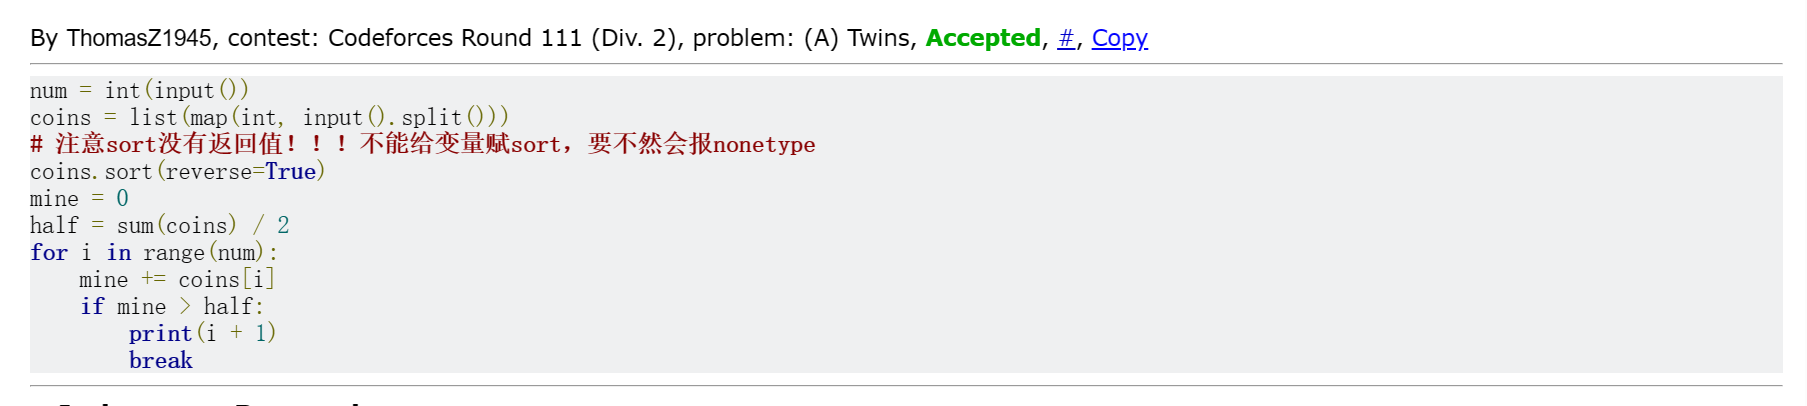 By ThomasZ1945, contest: Codeforces Round 111 (Div. 2), problem: (A) Twins, Accepted, #, Copy
num = int(input())
coins = list(map(int, input().split()))
# 注意sort没有返回值！！！不能给变量赋sort，要不然会报nonetype
coins.sort(reverse=True)
mine = 0
half = sum(coins) / 2
for i in range(num):
    mine += coins[i]
    if mine > half:
        print(i + 1)
        break